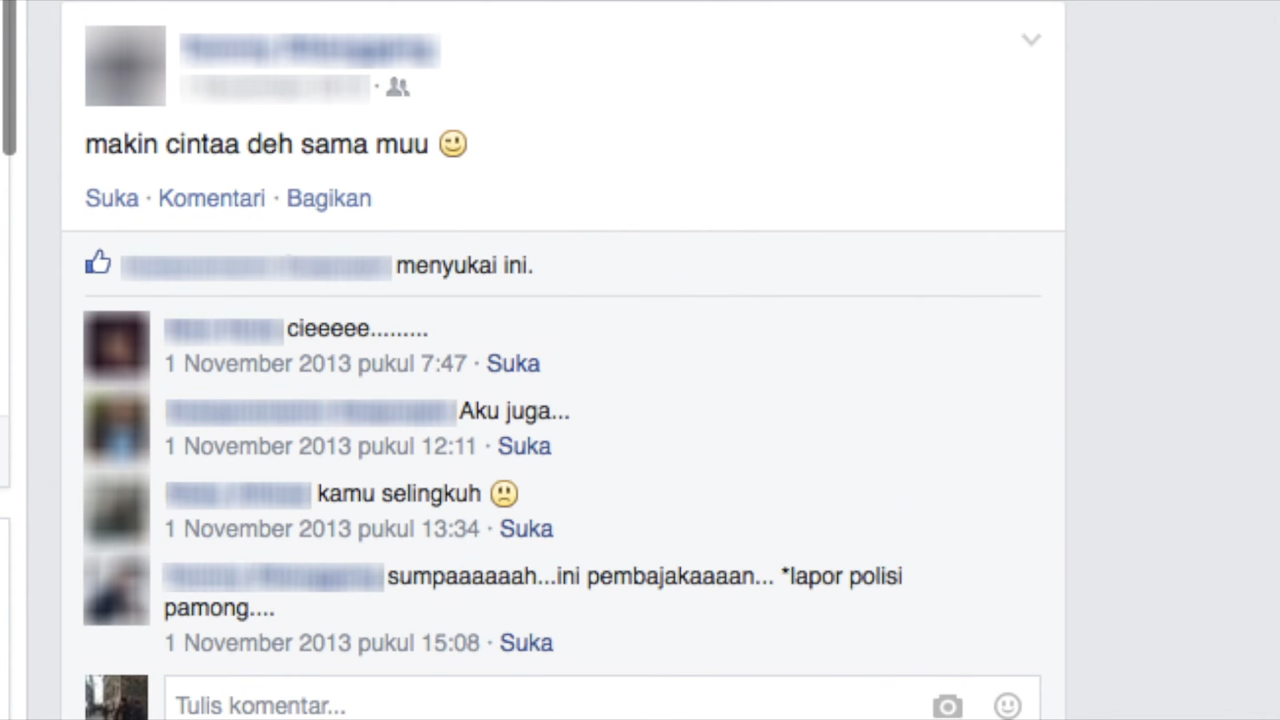 makin cintaa deh sama muu
Suka · Komentari · Bagikan
menyukai ini.
cieeeee.........
1 November 2013 pukul 7:47 · Suka
Aku juga...
1 November 2013 pukul 12:11 · Suka
kamu selingkuh
1 November 2013 pukul 13:34 · Suka
sumpaaaaaah...ini pembajakaaaan... *lapor polisi
pamong....
1 November 2013 pukul 15:08 · Suka
Tulis komentar...